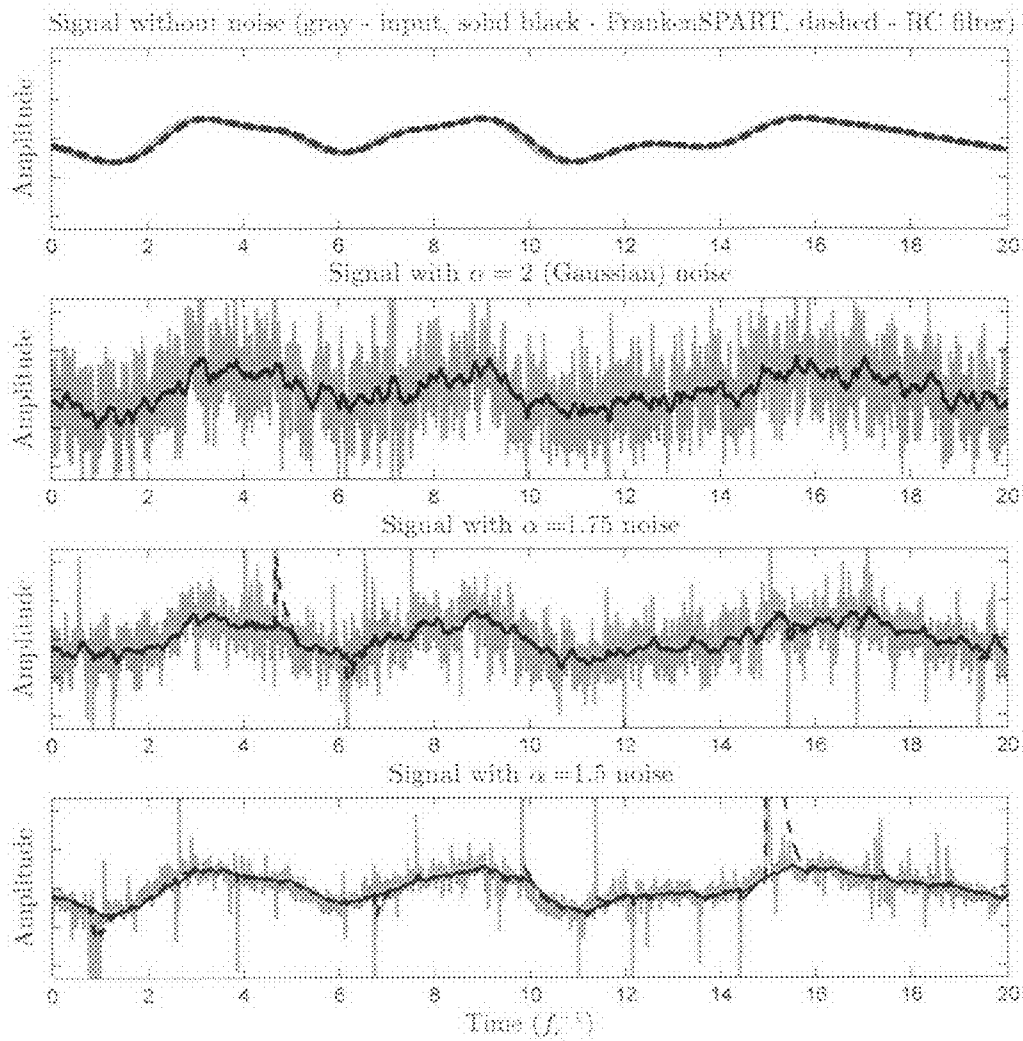 Signal without noise (gray - input, solid black - FrankenSPART, dashed - RC filter)
Amplitude
0 2 4 6 8 10 12 14 16 18 20
Signal with α = 2 (Gaussian) noise
Amplitude
0 2 4 6 8 10 12 14 16 18 20
Signal with α =1.75 noise
Amplitude
0 2 4 6 8 10 12 14 16 18 20
Signal with α =1.5 noise
Amplitude
0 2 4 6 8 10 12 14 16 18 20
Time